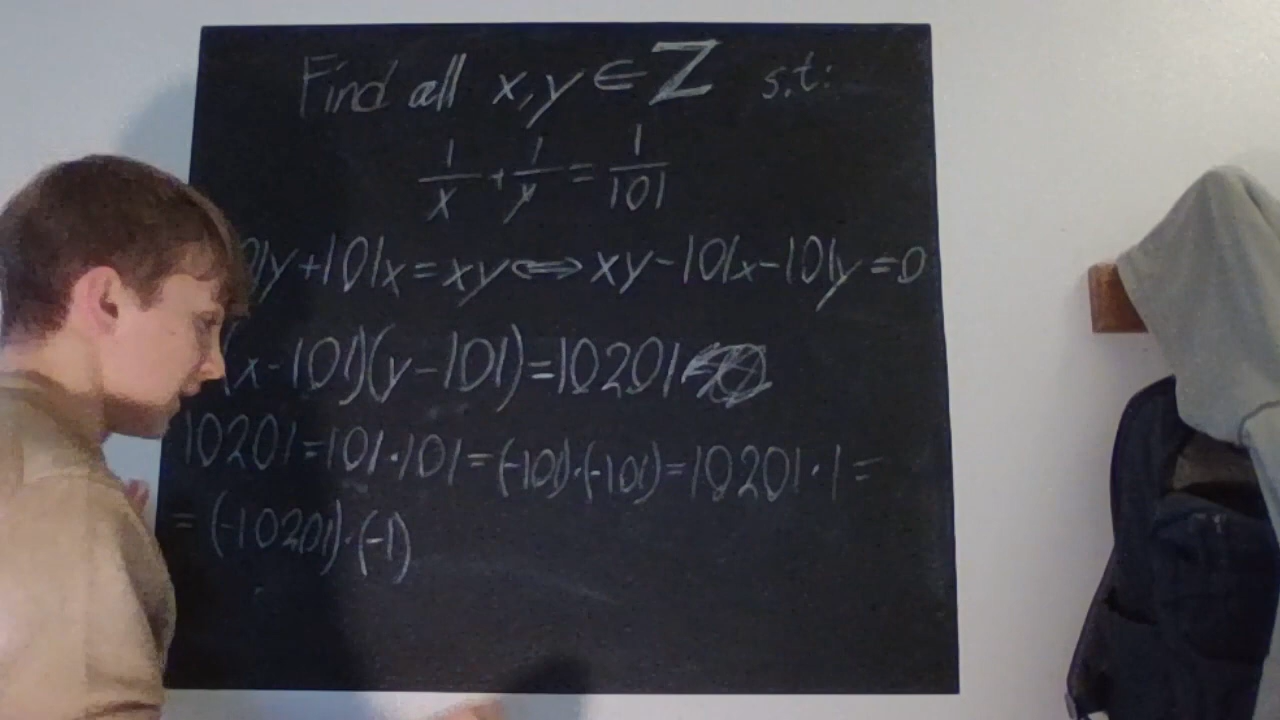 Find all x,y ∈ Z s.t:
1/x + 1/y = 1/101
01y+101x=xy⟺xy-101x-101y=0
(x-101)(y-101)=10201
10201=101·101=(-101)·(-101)=10201·1=
=(-10201)·(-1)